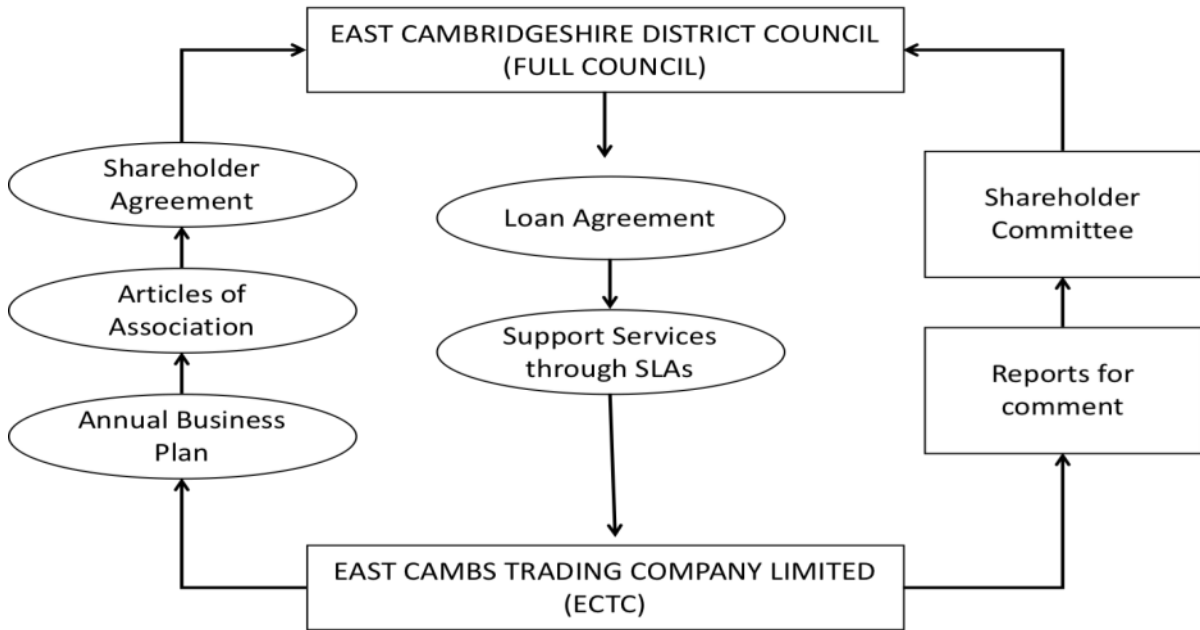 EAST CAMBRIDGESHIRE DISTRICT COUNCIL
(FULL COUNCIL)
Shareholder
Agreement
Articles of
Association
Annual Business
Plan
Loan Agreement
Support Services
through SLAs
Shareholder
Committee
Reports for
comment
EAST CAMBS TRADING COMPANY LIMITED
(ECTC)